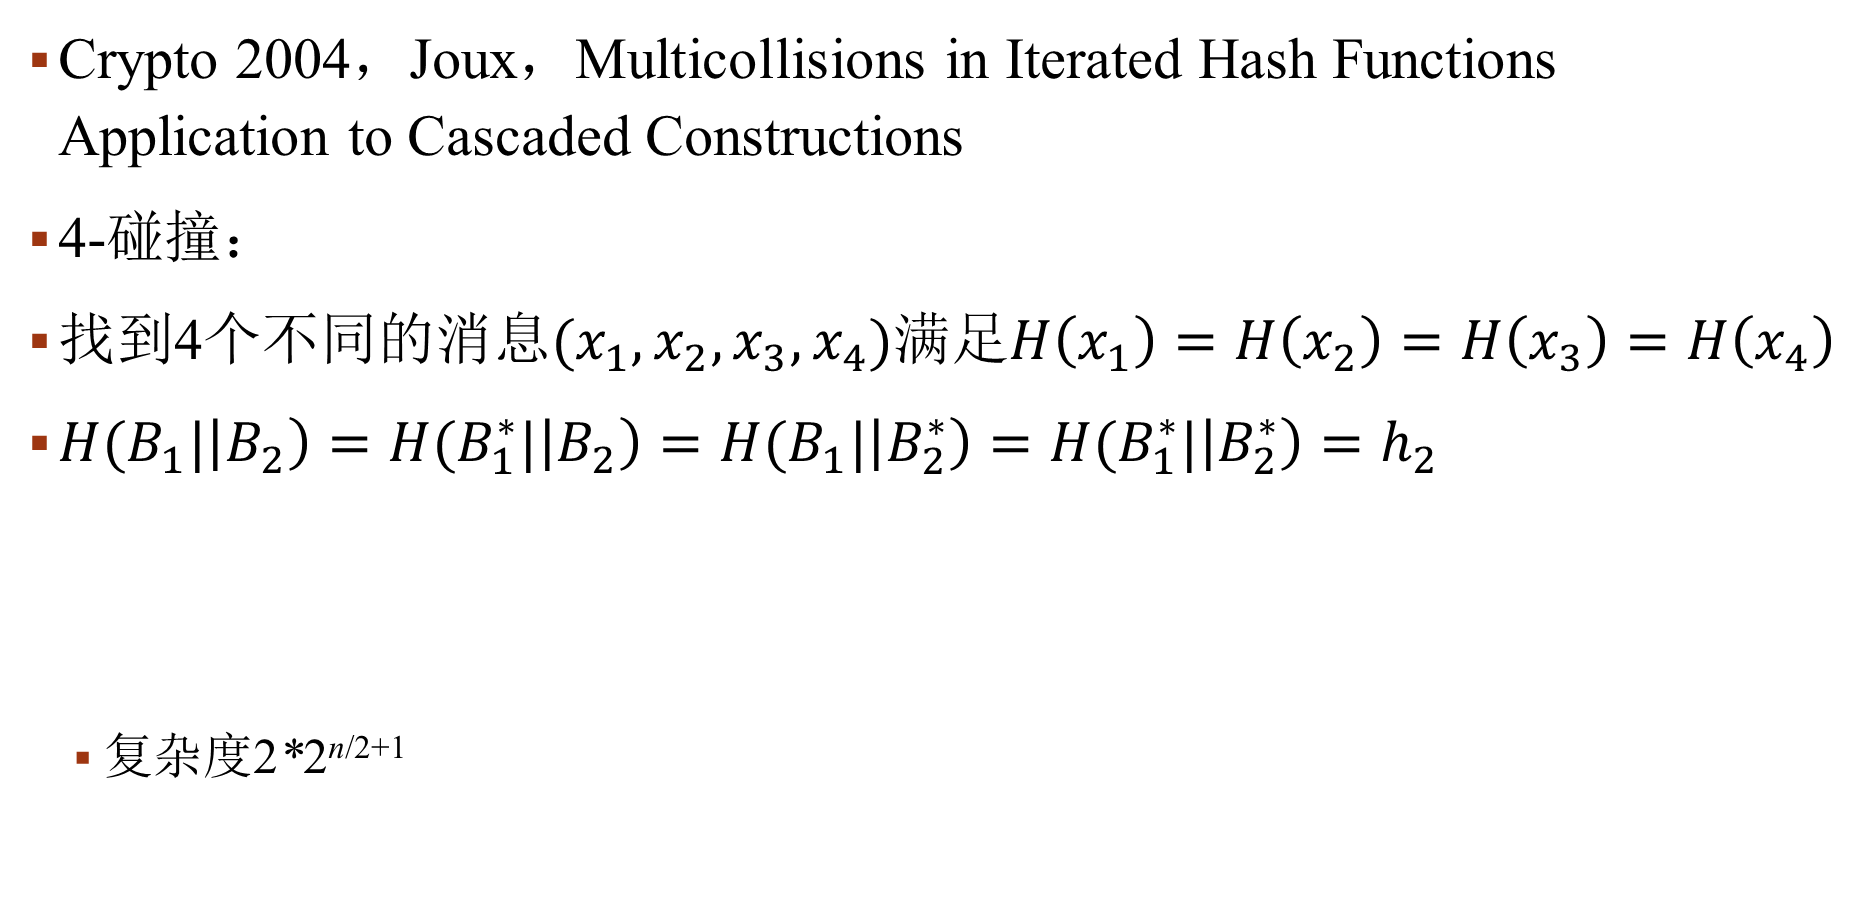 ▪Crypto 2004，Joux，Multicollisions in Iterated Hash Functions
Application to Cascaded Constructions
▪4-碰撞：
▪找到4个不同的消息(x₁, x₂, x₃, x₄)满足H(x₁) = H(x₂) = H(x₃) = H(x₄)
▪H(B₁||B₂) = H(B₁*||B₂) = H(B₁||B₂*) = H(B₁*||B₂*) = h₂
▪复杂度2*2^{n/2+1}